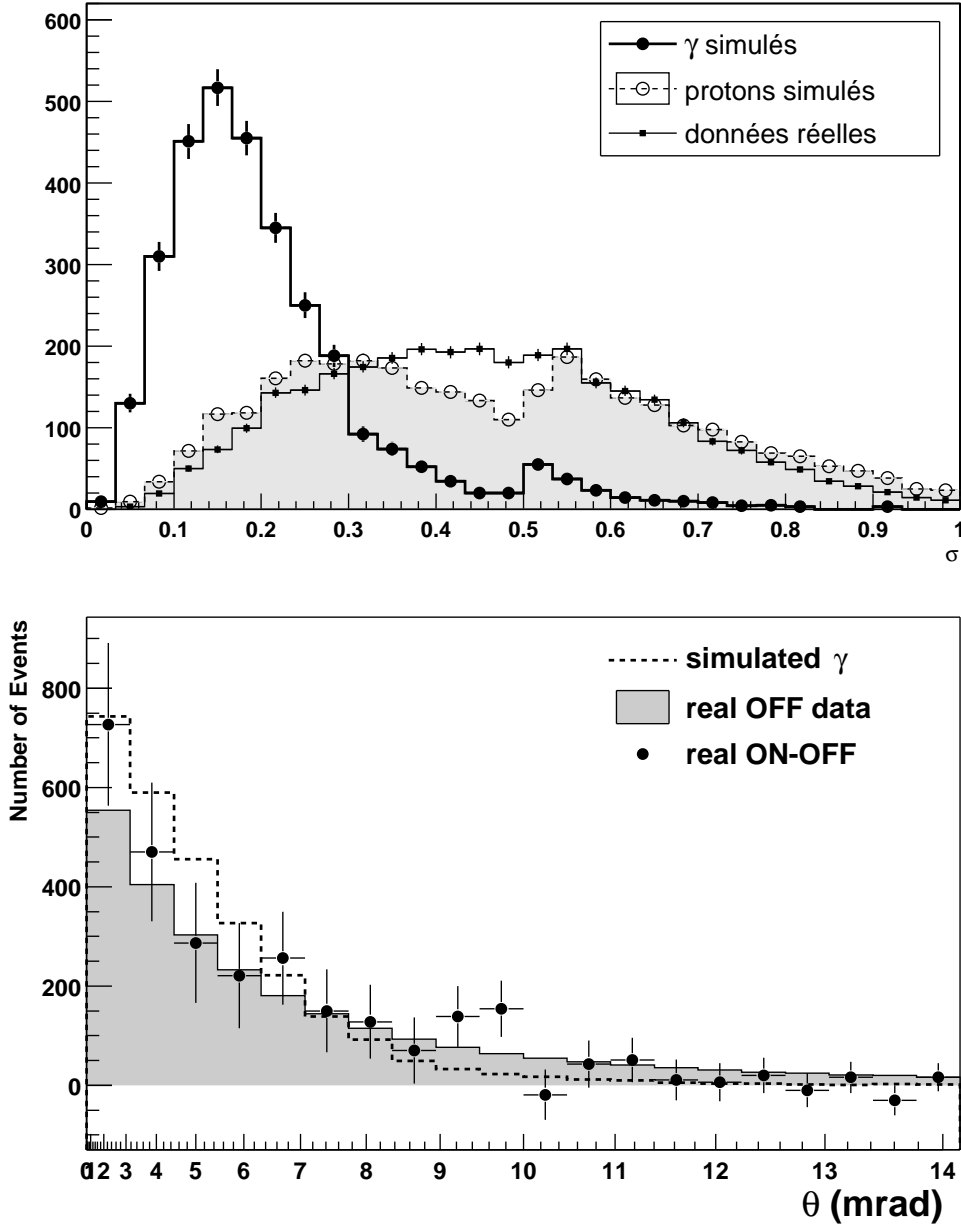 600
500
400
300
200
100
0
γ simulés
protons simulés
données réelles
0 0.1 0.2 0.3 0.4 0.5 0.6 0.7 0.8 0.9 1
σ
Number of Events
800
600
400
200
0
simulated γ
real OFF data
real ON-OFF
0 1 2 3 4 5 6 7 8 9 10 11 12 13 14
θ (mrad)